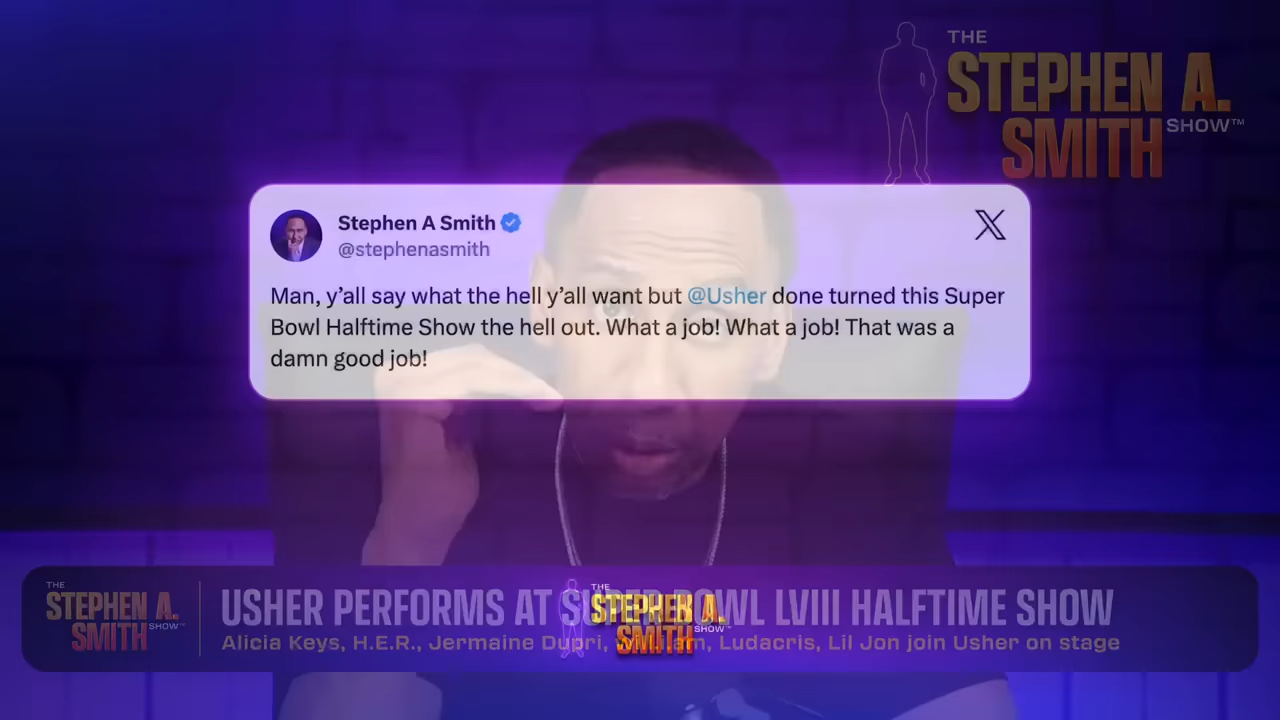 THE
STEPHEN A.
SMITH SHOW™
Stephen A Smith
@stephenasmith
Man, y'all say what the hell y'all want but @Usher done turned this Super
Bowl Halftime Show the hell out. What a job! What a job! That was a
damn good job!
THE
STEPHEN A.
SMITH SHOW™
USHER PERFORMS AT SUPER BOWL LVIII HALFTIME SHOW
Alicia Keys, H.E.R., Jermaine Dupri, Ludacris, Lil Jon join Usher on stage
THE
STEPHEN A.
SMITH SHOW